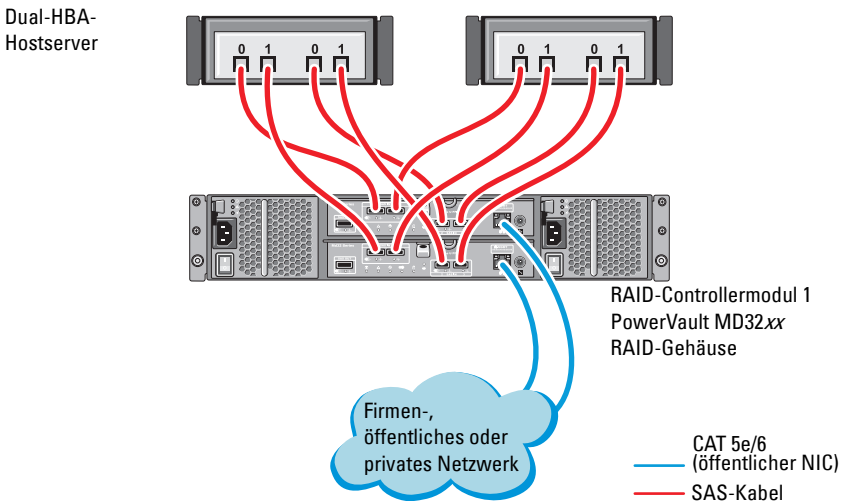 Dual-HBA-
Hostserver
0 1 0 1
0 1 0 1
RAID-Controllermodul 1
PowerVault MD32xx
RAID-Gehäuse
Firmen-,
öffentliches oder
privates Netzwerk
CAT 5e/6
(öffentlicher NIC)
SAS-Kabel